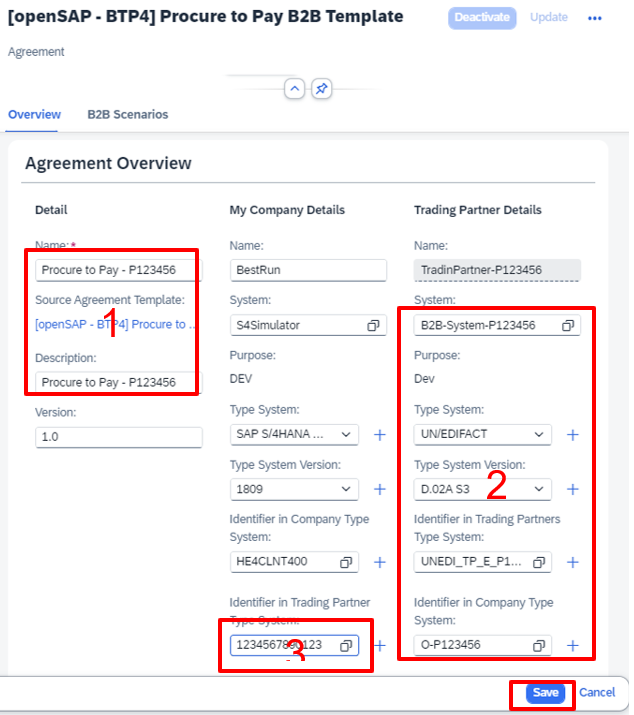 [openSAP - BTP4] Procure to Pay B2B Template
Deactivate Update ...
Agreement
Overview B2B Scenarios
Agreement Overview
Detail
Name:*
Procure to Pay - P123456
Source Agreement Template:
[openSAP - BTP4] Procure to ...
1
Description:
Procure to Pay - P123456
Version:
1.0
My Company Details
Name:
BestRun
System:
S4Simulator
Purpose:
DEV
Type System:
SAP S/4HANA ...
Type System Version:
1809
Identifier in Company Type
System:
HE4CLNT400
Identifier in Trading Partner
Type System:
1234567890123
3
Trading Partner Details
Name:
TradinPartner-P123456
System:
B2B-System-P123456
Purpose:
Dev
Type System:
UN/EDIFACT
Type System Version:
D.02A S3
2
Identifier in Trading Partners
Type System:
UNEDI_TP_E_P1...
Identifier in Company Type
System:
O-P123456
Save Cancel